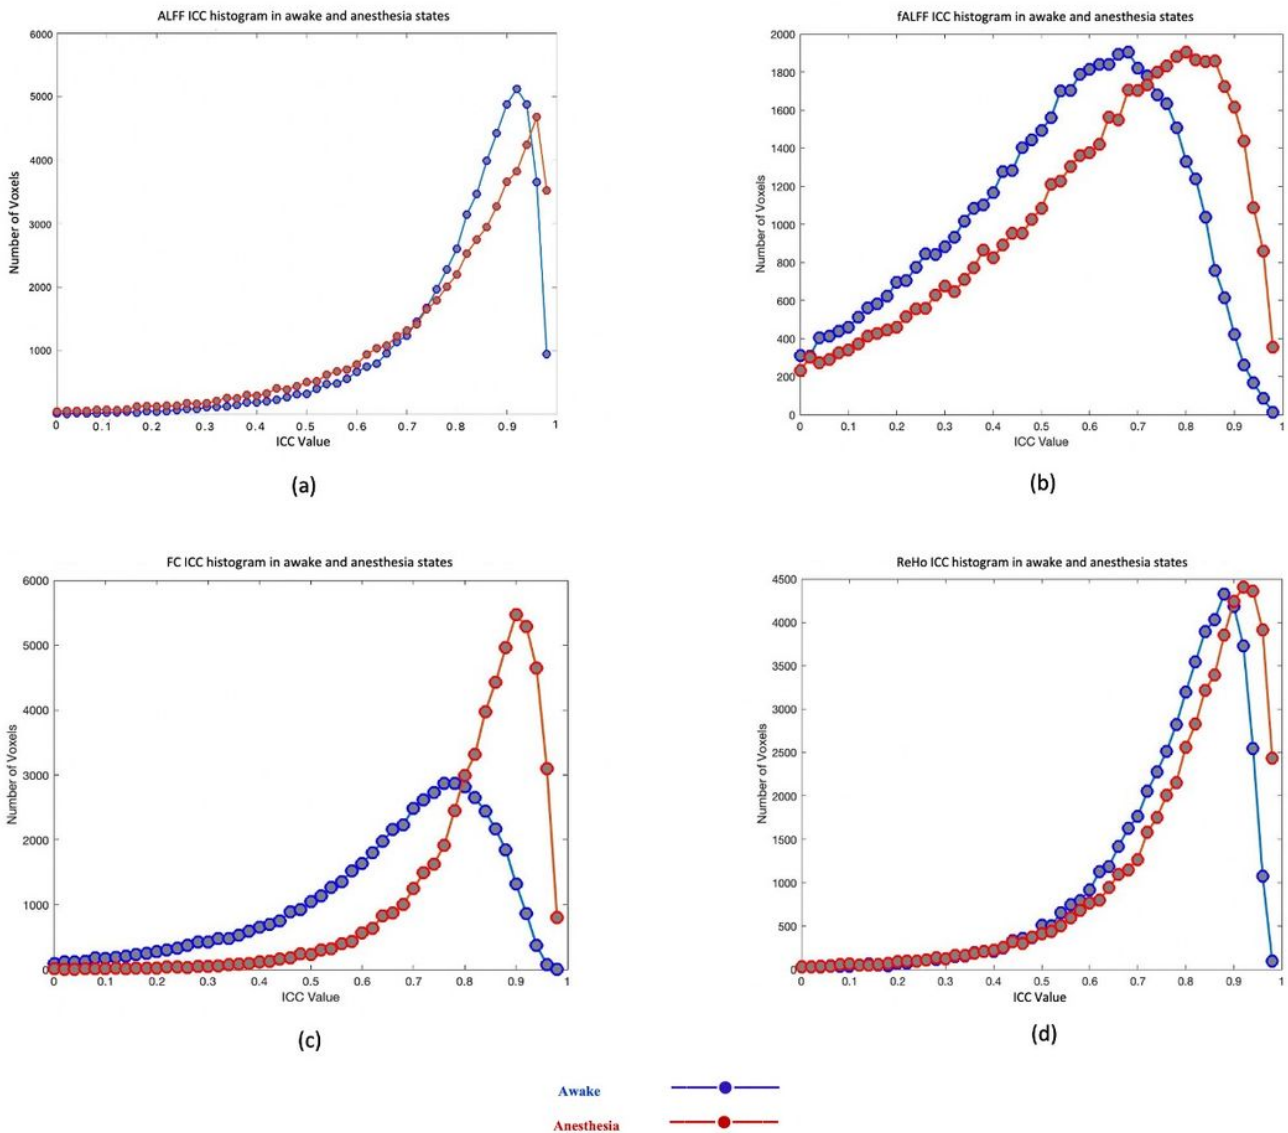 ALFF ICC histogram in awake and anesthesia states
6000
5000
4000
3000
2000
1000
Number of Voxels
0 0.1 0.2 0.3 0.4 0.5 0.6 0.7 0.8 0.9 1
ICC Value
(a)
fALFF ICC histogram in awake and anesthesia states
2000
1800
1600
1400
1200
1000
800
600
400
200
0
Number of Voxels
0 0.1 0.2 0.3 0.4 0.5 0.6 0.7 0.8 0.9 1
ICC Value
(b)
FC ICC histogram in awake and anesthesia states
6000
5000
4000
3000
2000
1000
0
Number of Voxels
0 0.1 0.2 0.3 0.4 0.5 0.6 0.7 0.8 0.9 1
ICC Value
(c)
ReHo ICC histogram in awake and anesthesia states
4500
4000
3500
3000
2500
2000
1500
1000
500
0
Number of Voxels
0 0.1 0.2 0.3 0.4 0.5 0.6 0.7 0.8 0.9 1
ICC Value
(d)
Awake
Anesthesia